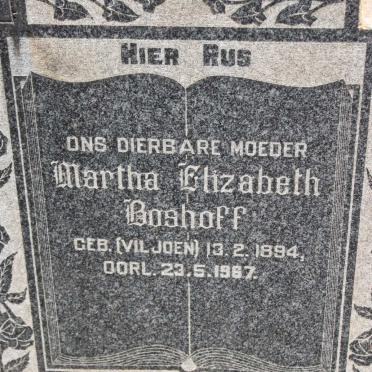 HIER RUS
ONS DIERBARE MOEDER
Martha Elizabeth
Boshoff
GEB. (VILJOEN) 13.2.1894,
OORL. 23.5.1967.